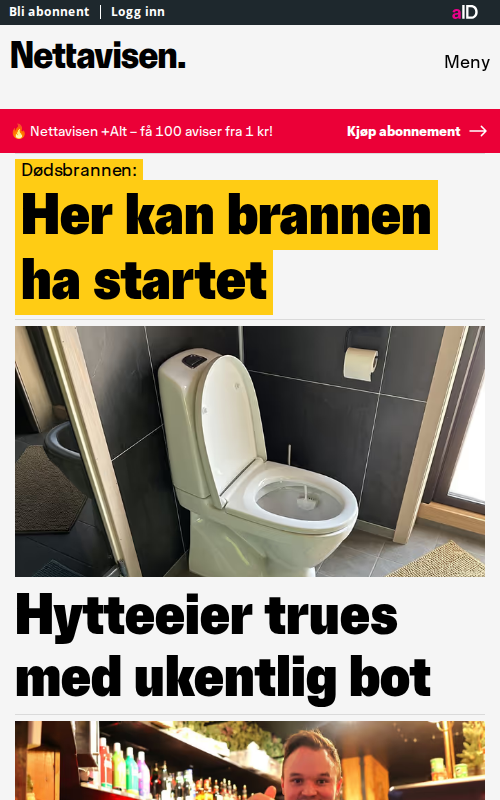 Bli abonnent | Logg inn
aID
Nettavisen.
Meny
🔥 Nettavisen +Alt – få 100 aviser fra 1 kr!
Kjøp abonnement →
Dødsbrannen:
Her kan brannen
ha startet
Hytteeier trues
med ukentlig bot